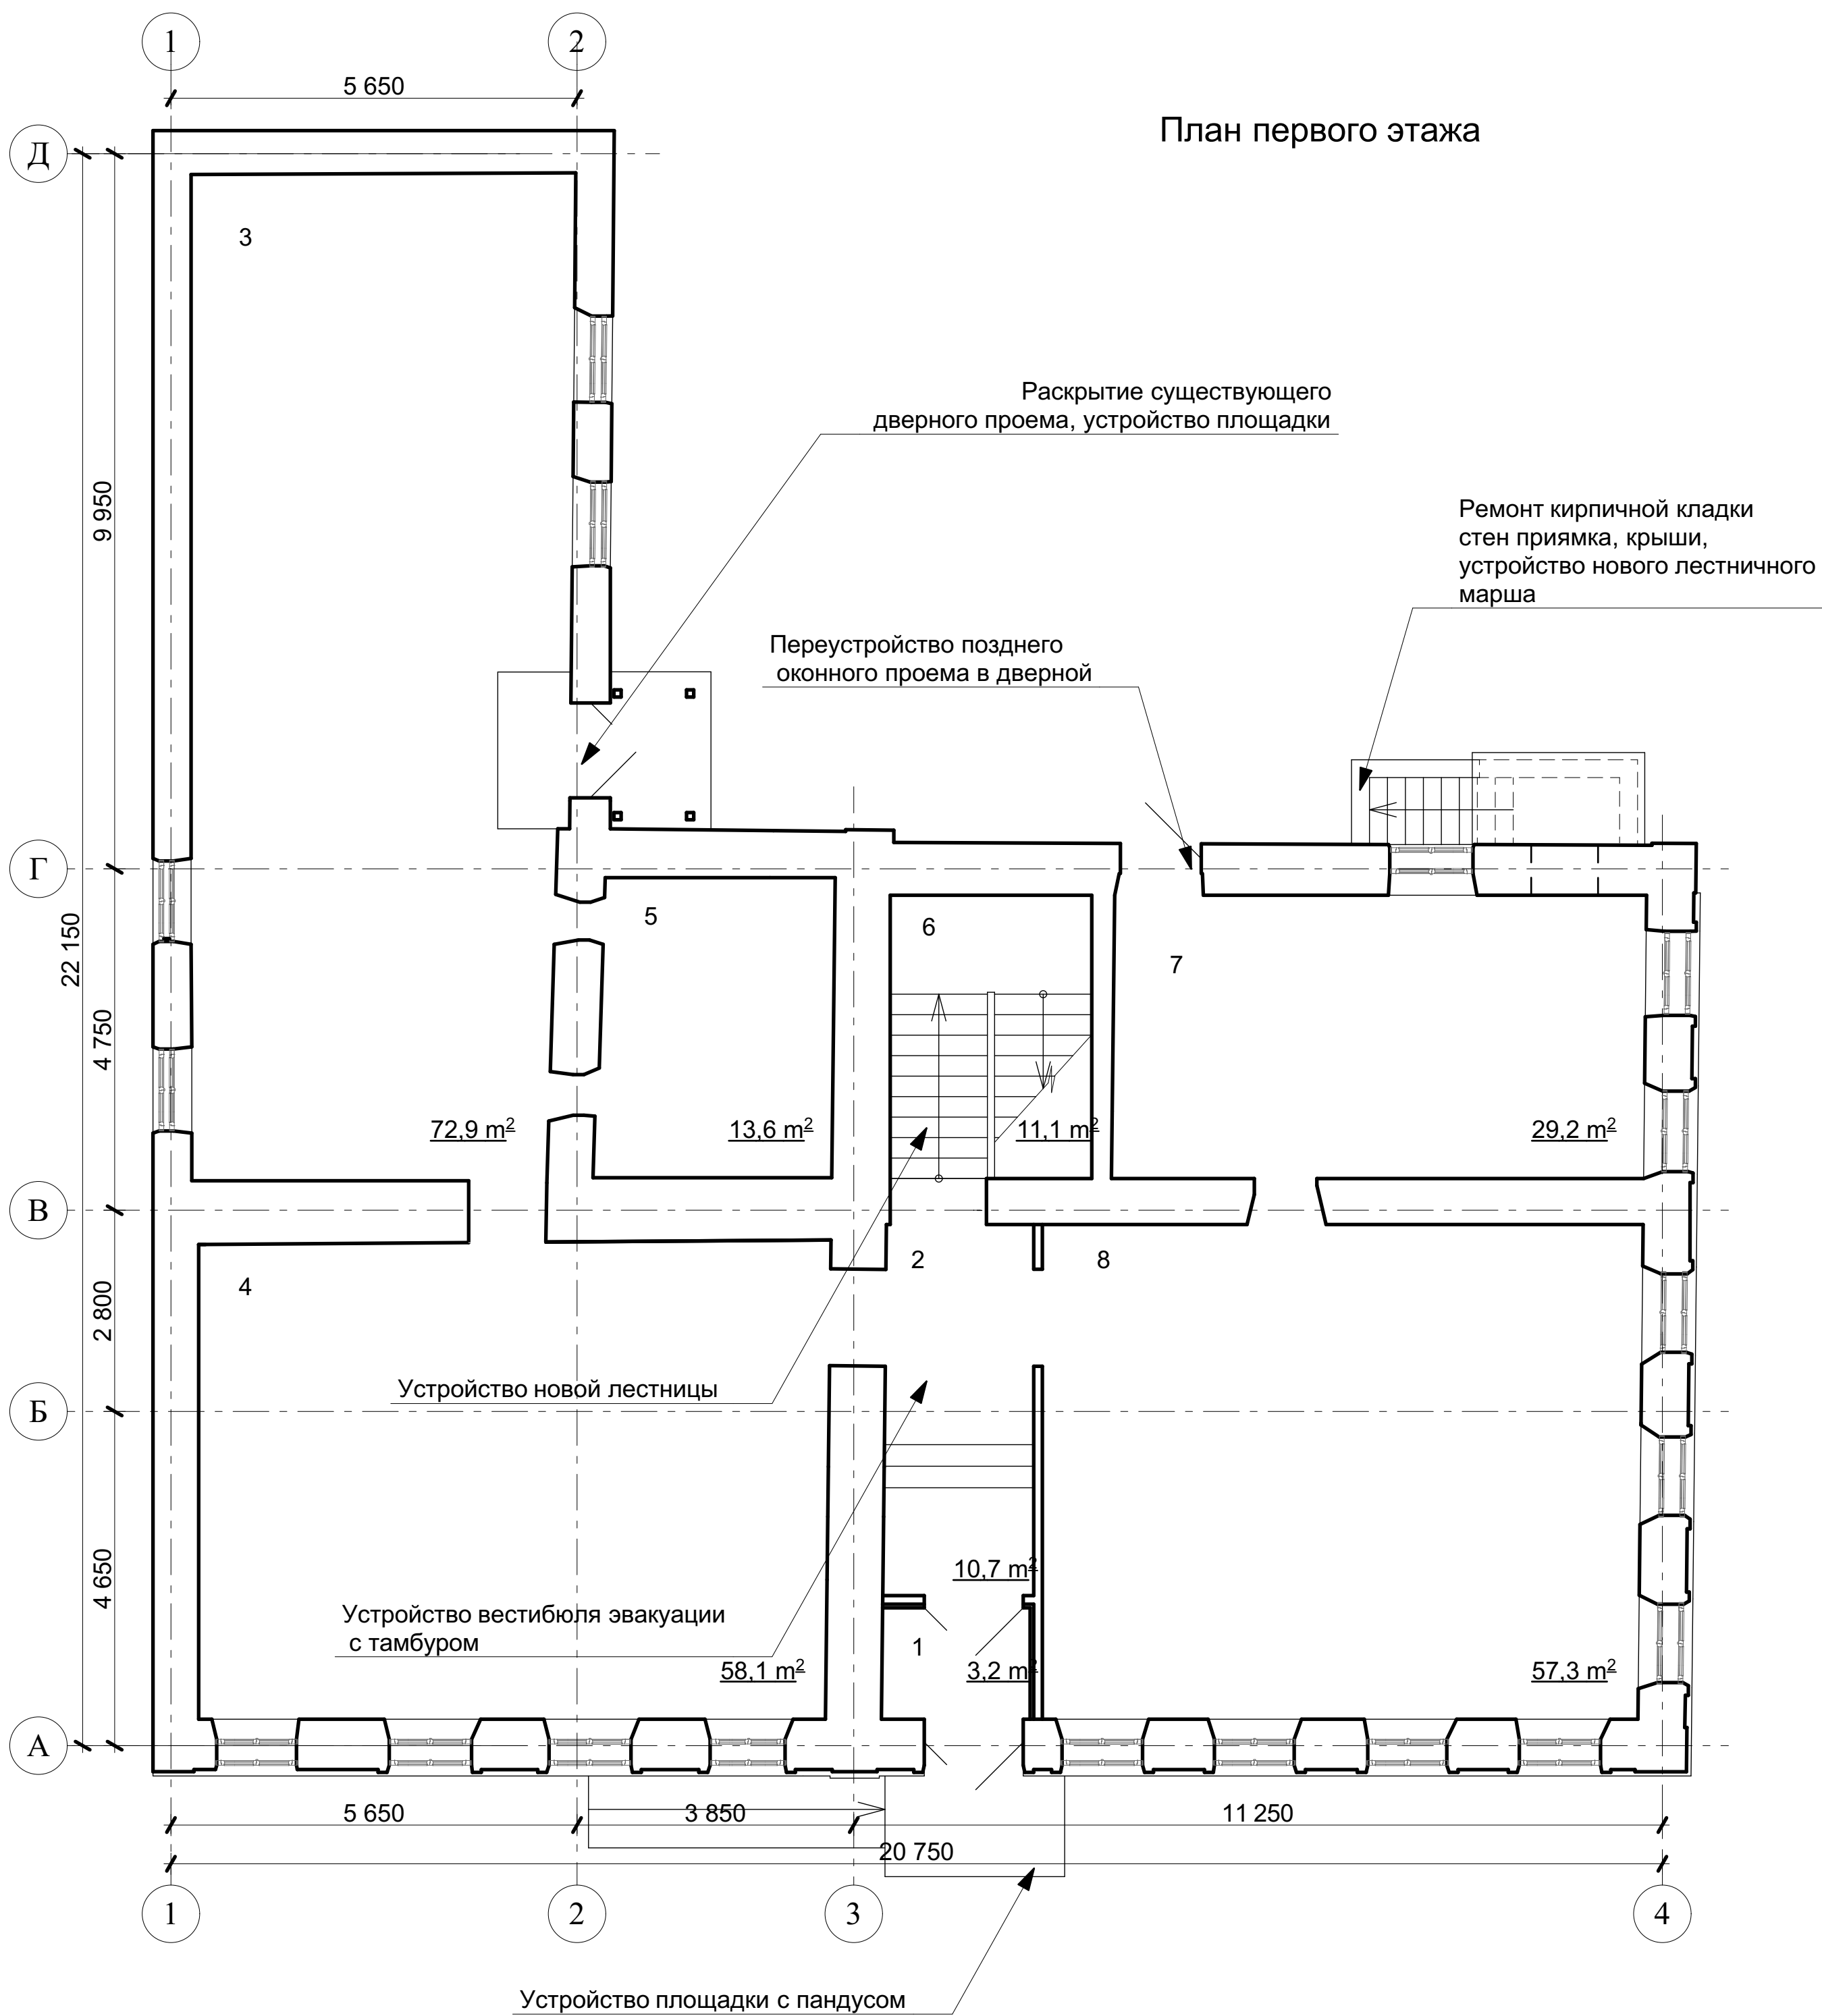 1
2
5 650
План первого этажа
Д
3
Раскрытие существующего
дверного проема, устройство площадки
9 950
Ремонт кирпичной кладки
стен приямка, крыши,
устройство нового лестничного
марша
Переустройство позднего
оконного проема в дверной
Г
22 150
5
6
7
4 750
72,9 m²
13,6 m²
11,1 m²
29,2 m²
В
4
2
8
2 800
Устройство новой лестницы
Б
4 650
10,7 m²
Устройство вестибюля эвакуации
с тамбуром
1
58,1 m²
3,2 m²
57,3 m²
А
5 650
3 850
11 250
20 750
1
2
3
4
Устройство площадки с пандусом